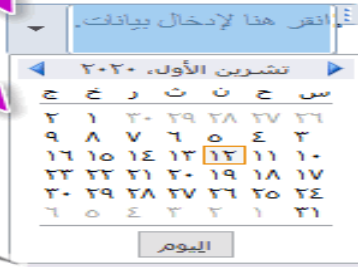 انقر هنا لإدخال بيانات.
تشرين الأول، ٢٠٢٠
س ح ن ث ر خ ج
٢٦ ٢٧ ٢٨ ٢٩ ٣٠ ١ ٢
٣ ٤ ٥ ٦ ٧ ٨ ٩
١٠ ١١ ١٢ ١٣ ١٤ ١٥ ١٦
١٧ ١٨ ١٩ ٢٠ ٢١ ٢٢ ٢٣
٢٤ ٢٥ ٢٦ ٢٧ ٢٨ ٢٩ ٣٠
٣١ ١ ٢ ٣ ٤ ٥ ٦
اليوم